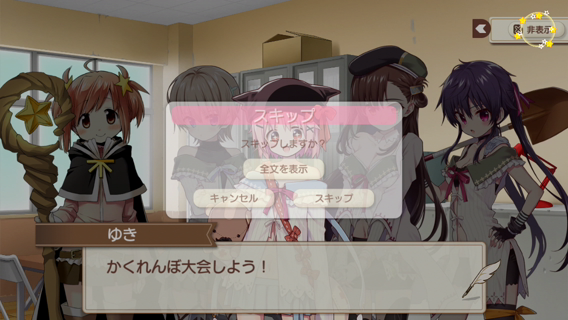 非表示
スキップ
スキップしますか？
全文を表示
キャンセル
スキップ
ゆき
かくれんぼ大会しよう！